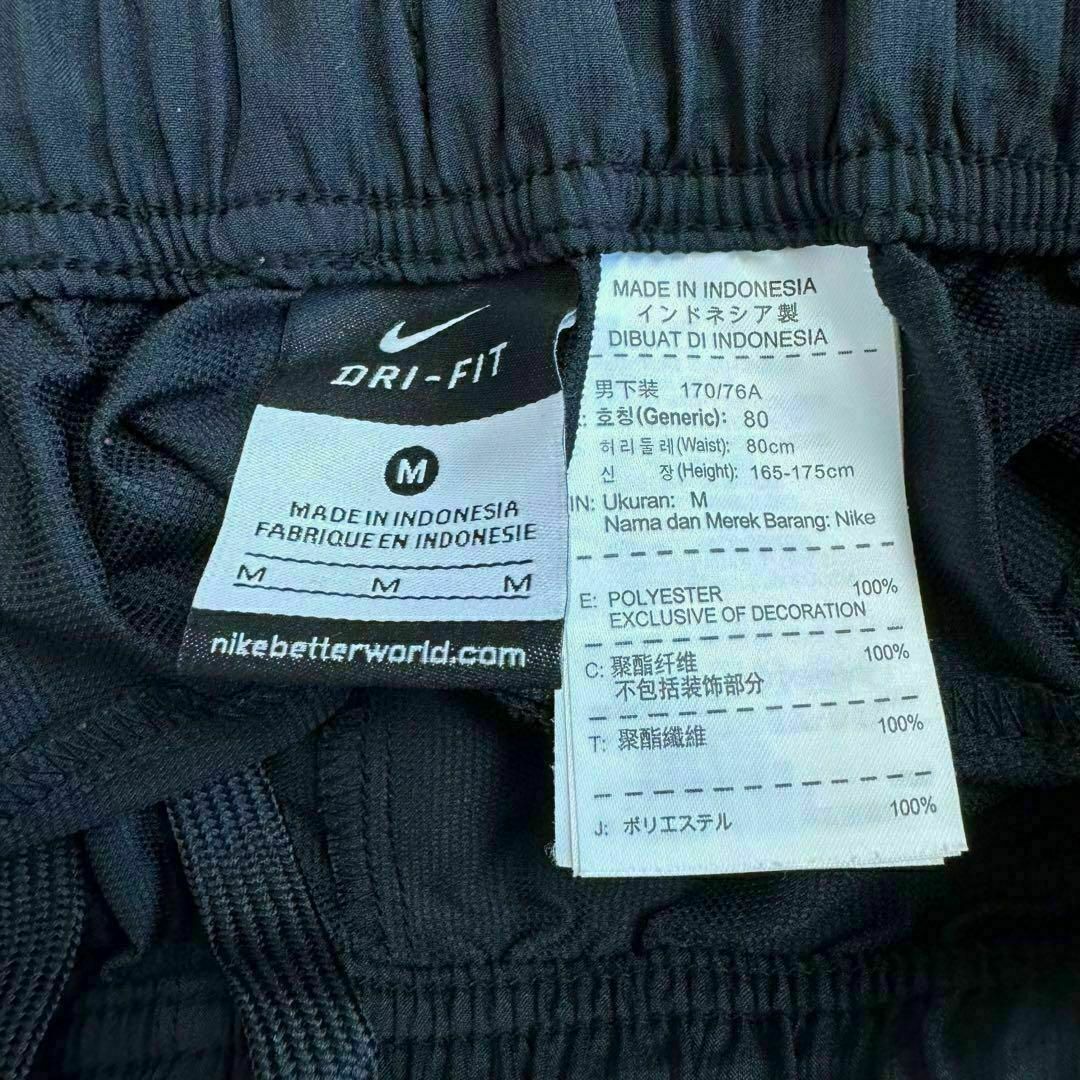 DRI-FIT
M
MADE IN INDONESIA
FABRIQUE EN INDONESIE
M M M
nikebetterworld.com
MADE IN INDONESIA
インドネシア製
DIBUAT DI INDONESIA
男下装 170/76A
호칭(Generic): 80
허리둘레(Waist): 80cm
신 장(Height): 165-175cm
IN: Ukuran: M
Nama dan Merek Barang: Nike
E: POLYESTER 100%
EXCLUSIVE OF DECORATION
C: 聚酯纤维 100%
不包括装饰部分
T: 聚酯纖維 100%
J: ポリエステル 100%